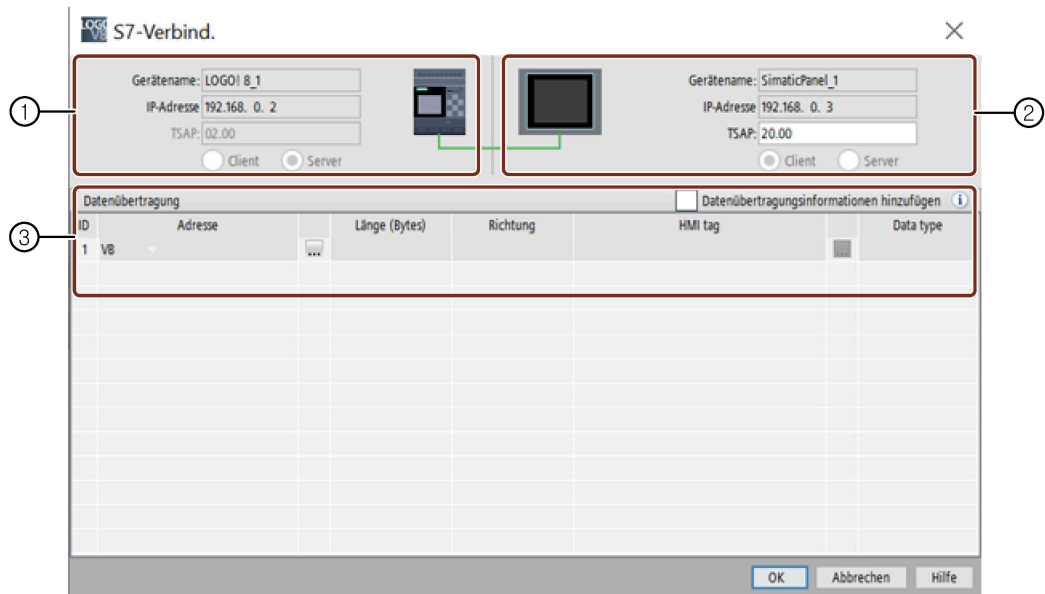 LOGO V8 S7-Verbind.
Gerätename: LOGO! 8_1
IP-Adresse 192.168. 0. 2
TSAP: 02.00
Client Server
Gerätename: SimaticPanel_1
IP-Adresse 192.168. 0. 3
TSAP: 20.00
Client Server
1
2
Datenübertragung Datenübertragungsinformationen hinzufügen i
ID Adresse Länge (Bytes) Richtung HMI tag Data type
1 VB ... ...
3
OK Abbrechen Hilfe